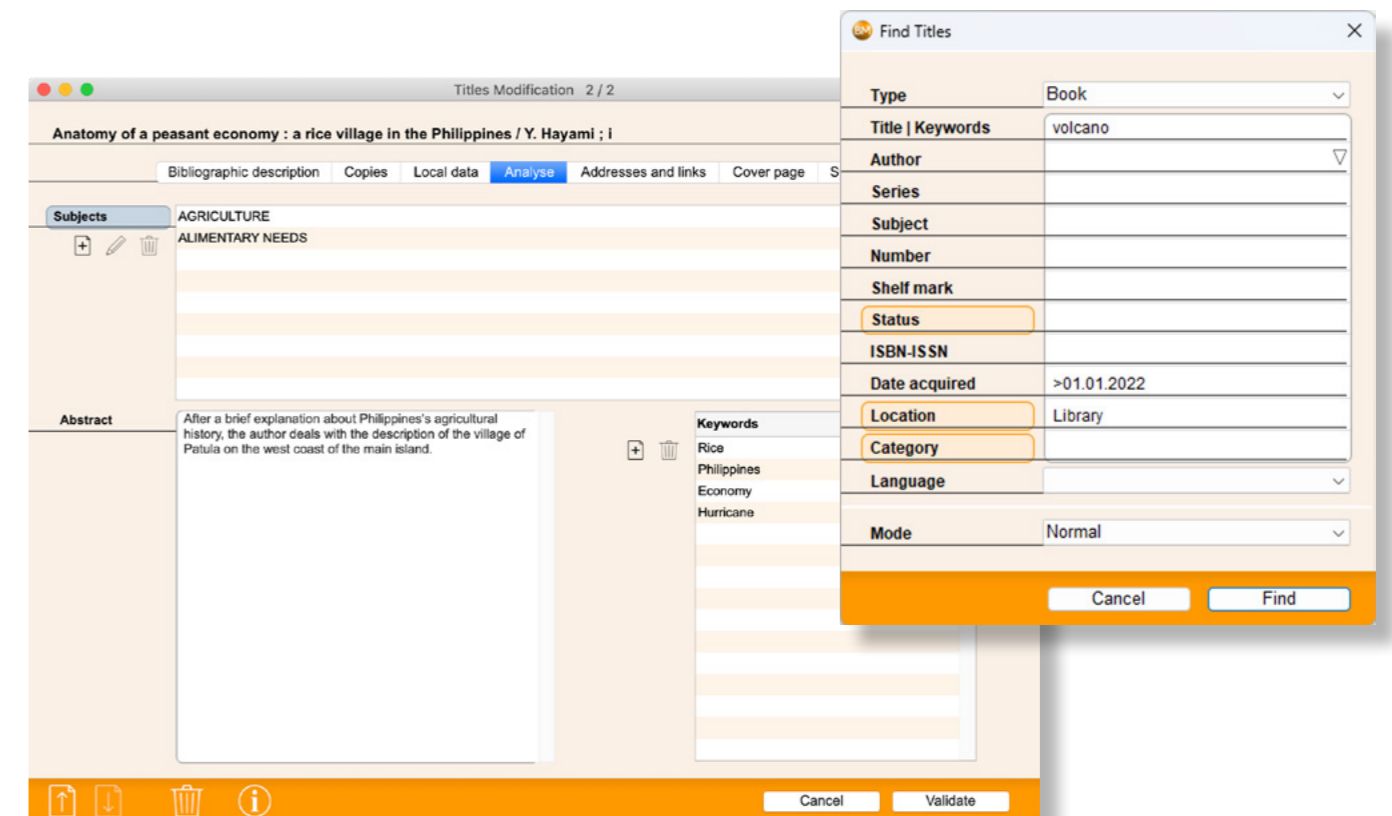 Titles Modification 2 / 2
Anatomy of a peasant economy : a rice village in the Philippines / Y. Hayami ; i
Bibliographic description Copies Local data Analyse Addresses and links Cover page S
Subjects
AGRICULTURE
ALIMENTARY NEEDS
Abstract
After a brief explanation about Philippines's agricultural
history, the author deals with the description of the village of
Patula on the west coast of the main island.
Keywords
Rice
Philippines
Economy
Hurricane
Cancel Validate
BM Find Titles
Type Book
Title | Keywords volcano
Author
Series
Subject
Number
Shelf mark
Status
ISBN-ISSN
Date acquired >01.01.2022
Location Library
Category
Language
Mode Normal
Cancel Find